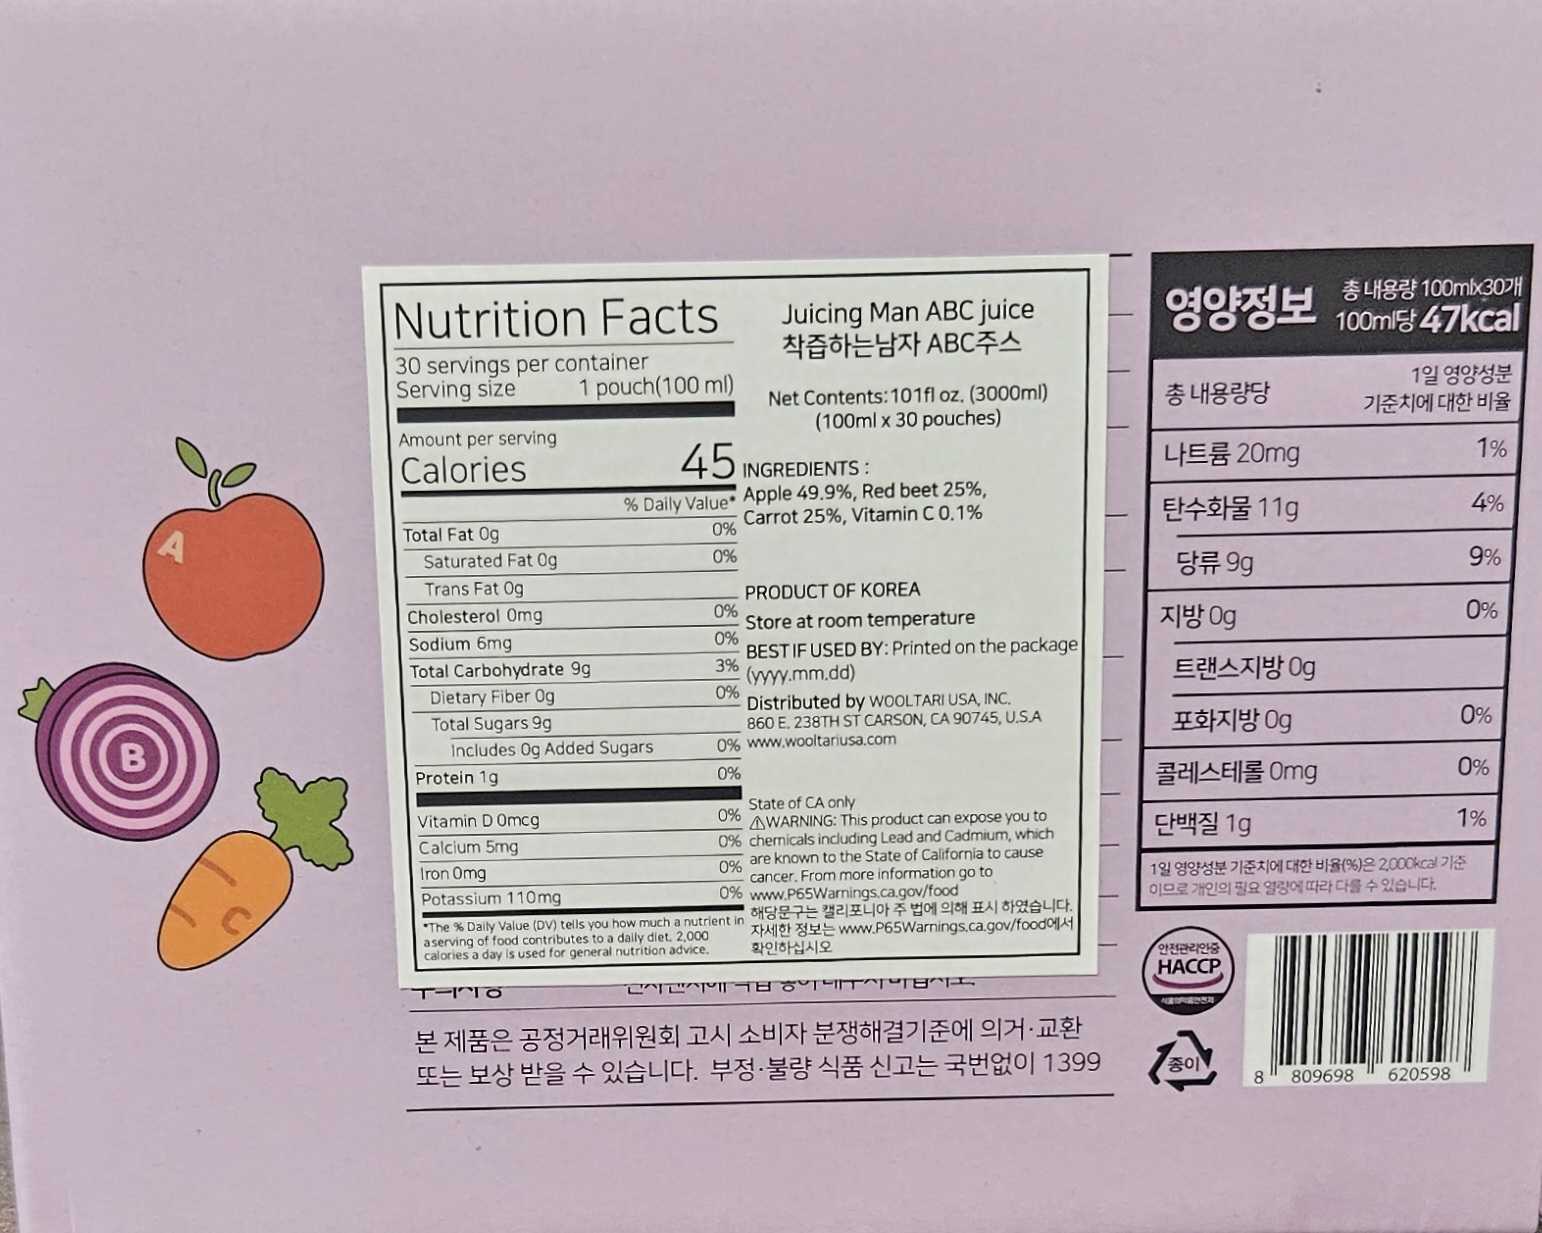 A
B
C
Nutrition Facts
30 servings per container
Serving size 1 pouch(100 ml)
Amount per serving
Calories 45
% Daily Value*
Total Fat 0g 0%
Saturated Fat 0g 0%
Trans Fat 0g
Cholesterol 0mg 0%
Sodium 6mg 0%
Total Carbohydrate 9g 3%
Dietary Fiber 0g 0%
Total Sugars 9g
Includes 0g Added Sugars 0%
Protein 1g 0%
Vitamin D 0mcg 0%
Calcium 5mg 0%
Iron 0mg 0%
Potassium 110mg 0%
*The % Daily Value (DV) tells you how much a nutrient in
a serving of food contributes to a daily diet. 2,000
calories a day is used for general nutrition advice.
Juicing Man ABC juice
착즙하는남자 ABC주스
Net Contents:101fl oz. (3000ml)
(100ml x 30 pouches)
INGREDIENTS :
Apple 49.9%, Red beet 25%,
Carrot 25%, Vitamin C 0.1%
PRODUCT OF KOREA
Store at room temperature
BEST IF USED BY: Printed on the package
(yyyy.mm.dd)
Distributed by WOOLTARI USA, INC.
860 E. 238TH ST CARSON, CA 90745, U.S.A
www.wooltariusa.com
State of CA only
⚠WARNING: This product can expose you to
chemicals including Lead and Cadmium, which
are known to the State of California to cause
cancer. From more information go to
www.P65Warnings.ca.gov/food
해당문구는 캘리포니아 주 법에 의해 표시 하였습니다.
자세한 정보는 www.P65Warnings.ca.gov/food에서
확인하십시오
본 제품은 공정거래위원회 고시 소비자 분쟁해결기준에 의거·교환
또는 보상 받을 수 있습니다. 부정·불량 식품 신고는 국번없이 1399
영양정보
총 내용량 100mlx30개
100ml당 47kcal
총 내용량당
1일 영양성분
기준치에 대한 비율
나트륨 20mg 1%
탄수화물 11g 4%
당류 9g 9%
지방 0g 0%
트랜스지방 0g
포화지방 0g 0%
콜레스테롤 0mg 0%
단백질 1g 1%
1일 영양성분 기준치에 대한 비율(%)은 2,000kcal 기준
이므로 개인의 필요 열량에 따라 다를 수 있습니다.
안전관리인증
HACCP
식품의약품안전처
종이
8 809698 620598